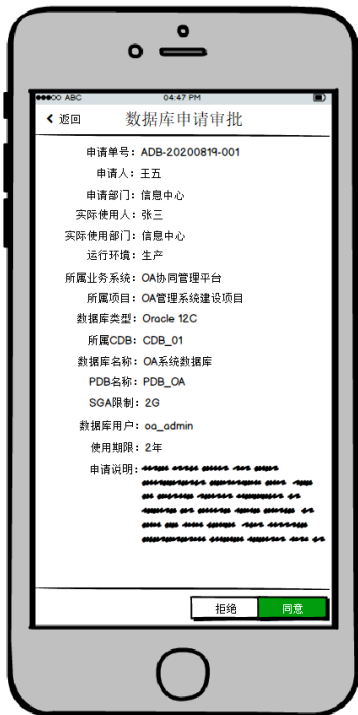 ABC 04:47 PM
返回 数据库申请审批
申请单号: ADB-20200819-001
申请人: 王五
申请部门: 信息中心
实际使用人: 张三
实际使用部门: 信息中心
运行环境: 生产
所属业务系统: OA协同管理平台
所属项目: OA管理系统建设项目
数据库类型: Oracle 12C
所属CDB: CDB_01
数据库名称: OA系统数据库
PDB名称: PDB_OA
SGA限制: 2G
数据库用户: oa_admin
使用期限: 2年
申请说明:
拒绝 同意